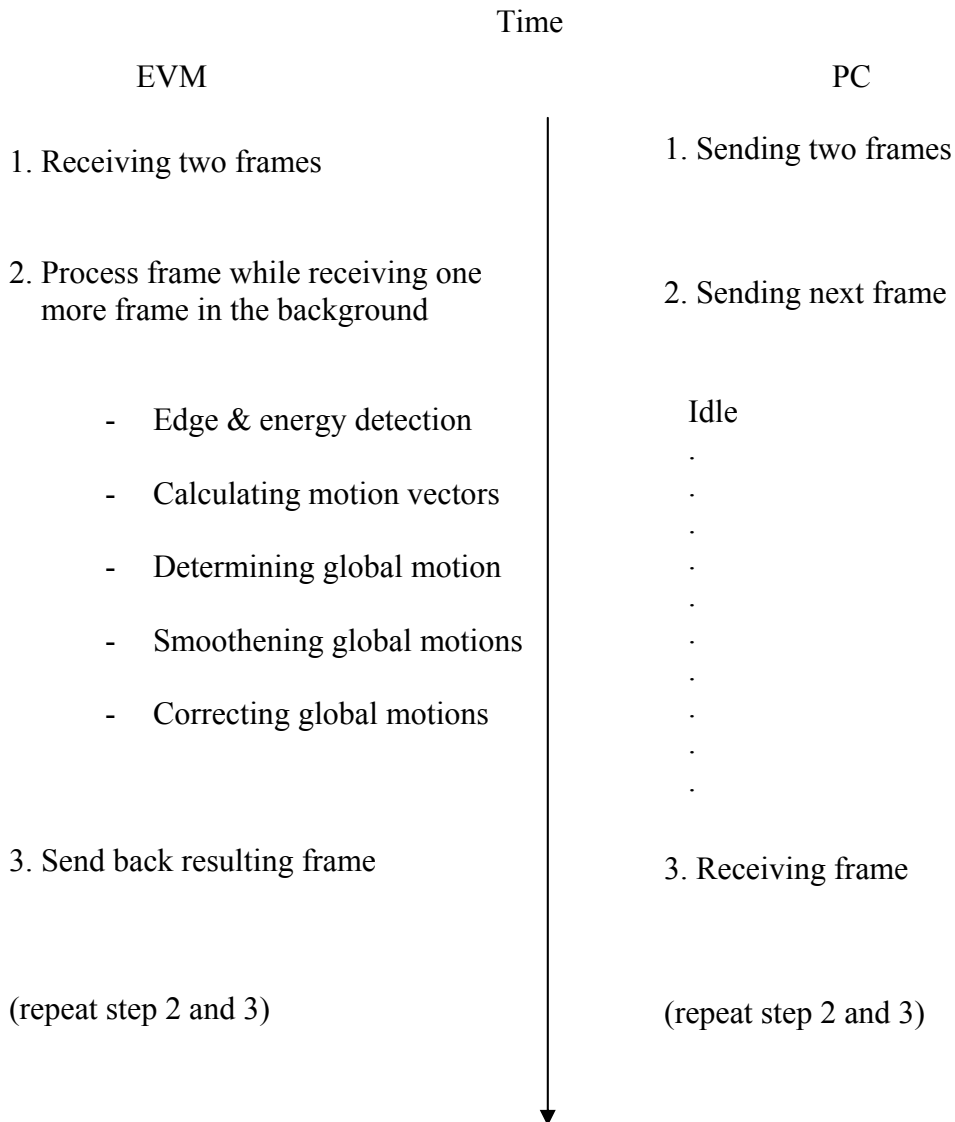 Time
EVM
PC
1. Receiving two frames
1. Sending two frames
2. Process frame while receiving one
more frame in the background
2. Sending next frame
- Edge & energy detection
Idle
.
- Calculating motion vectors
.
.
- Determining global motion
.
.
- Smoothening global motions
.
.
- Correcting global motions
.
.
.
3. Send back resulting frame
3. Receiving frame
(repeat step 2 and 3)
(repeat step 2 and 3)